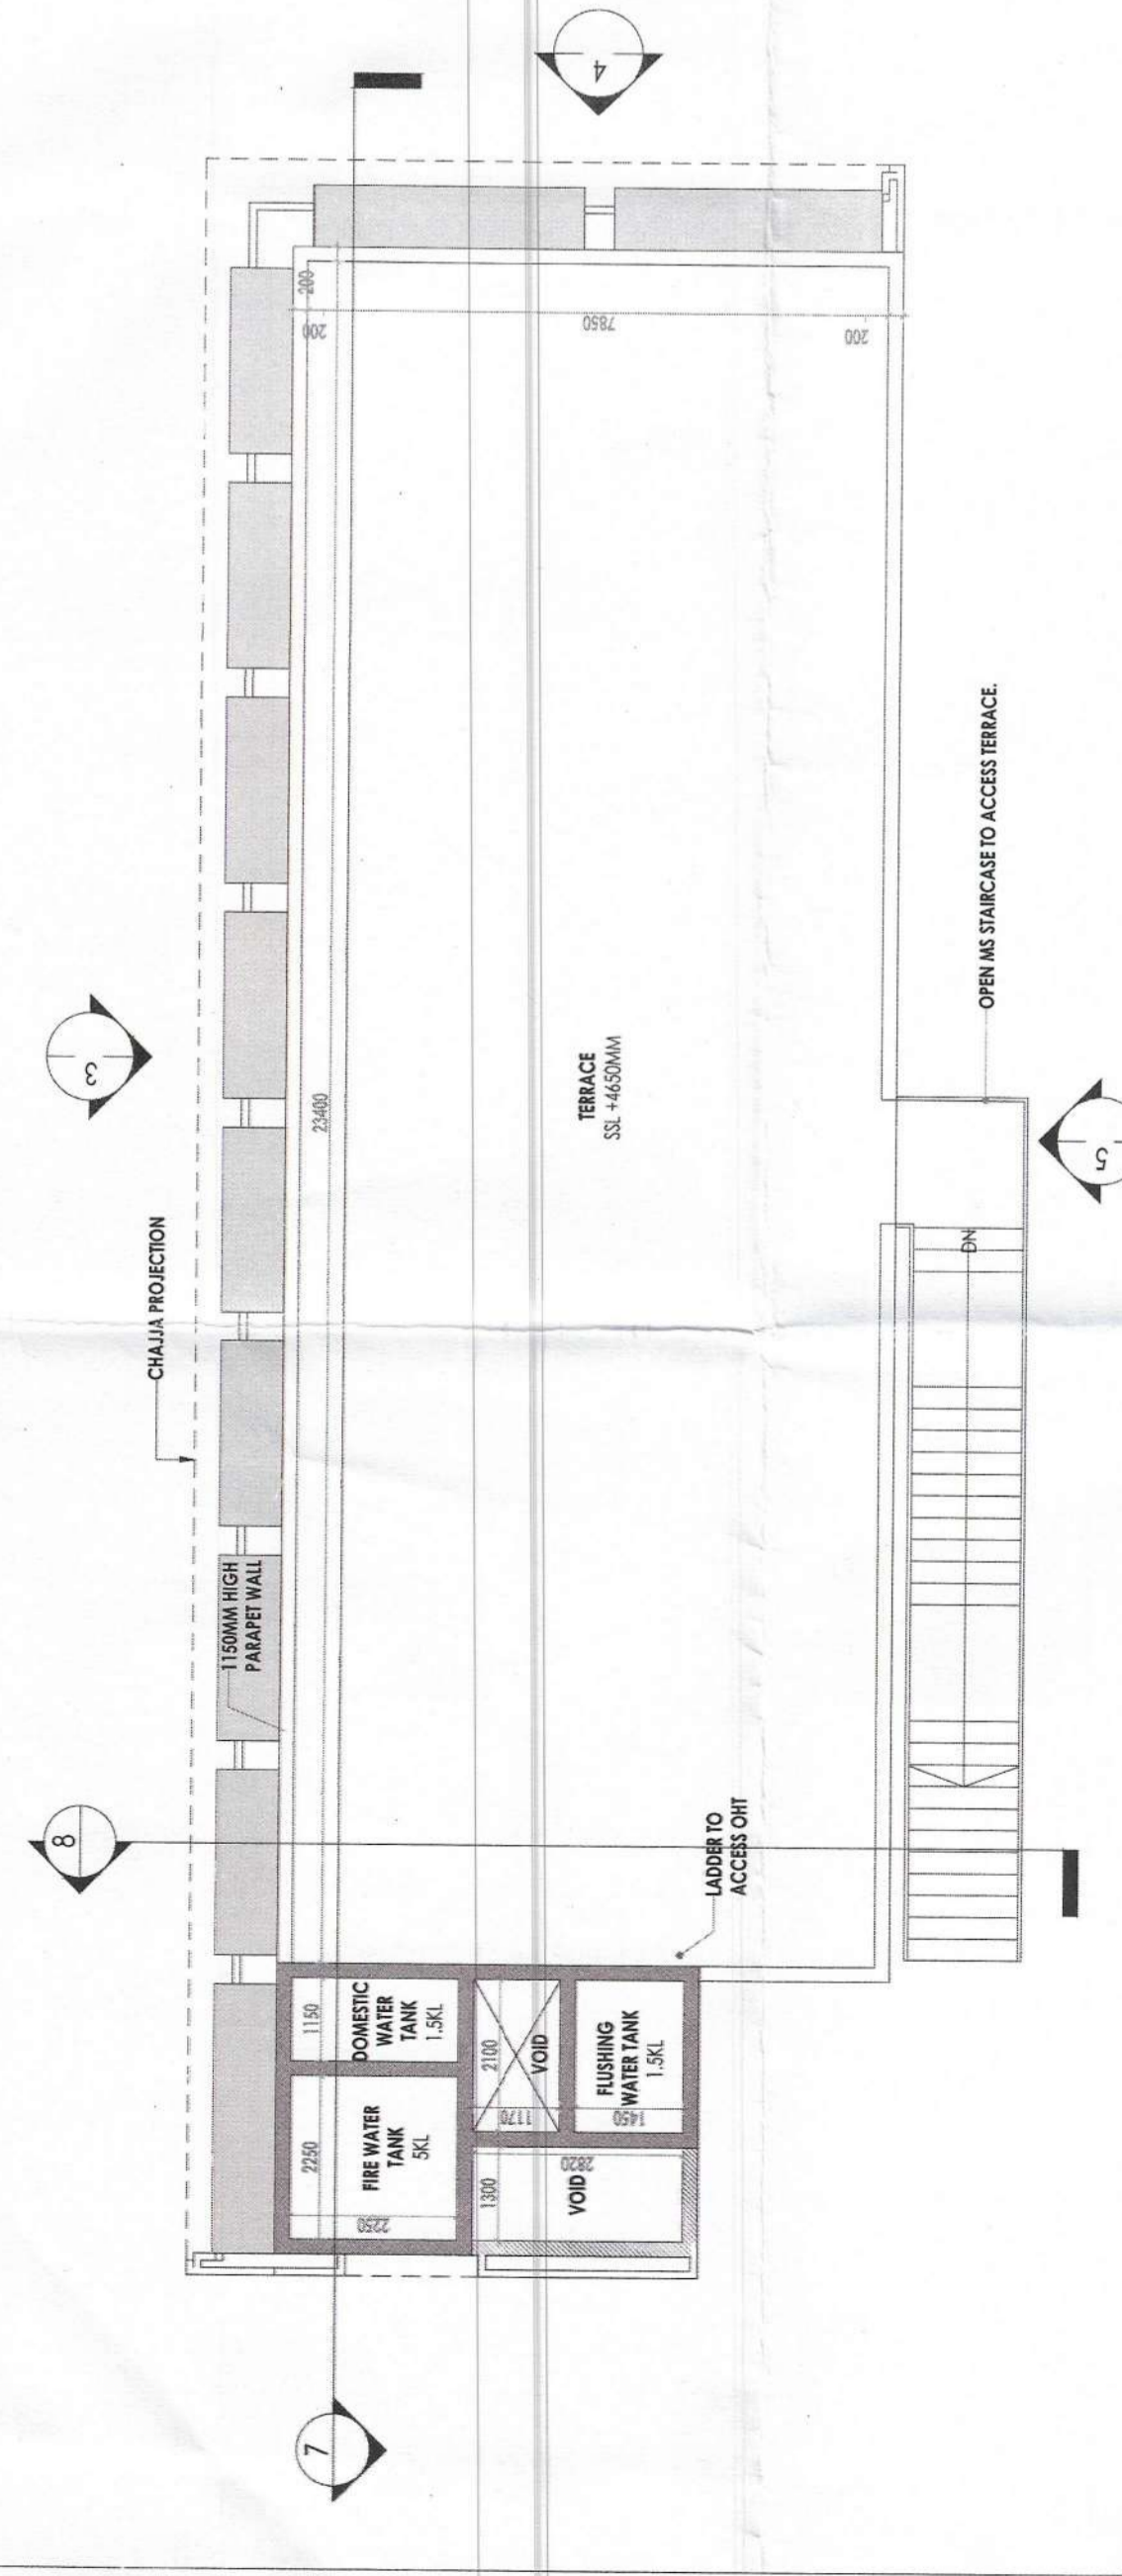 4
200
200
7850
200
3
23400
TERRACE
SSL +4650MM
OPEN MS STAIRCASE TO ACCESS TERRACE.
CHAJJA PROJECTION
5
DN
1150MM HIGH
PARAPET WALL
8
LADDER TO
ACCESS OHT
1150
DOMESTIC
WATER
TANK
1.5KL
2100
VOID
1170
FLUSHING
WATER TANK
1.5KL
1450
2250
FIRE WATER
TANK
5KL
2250
1300
VOID
2820
7